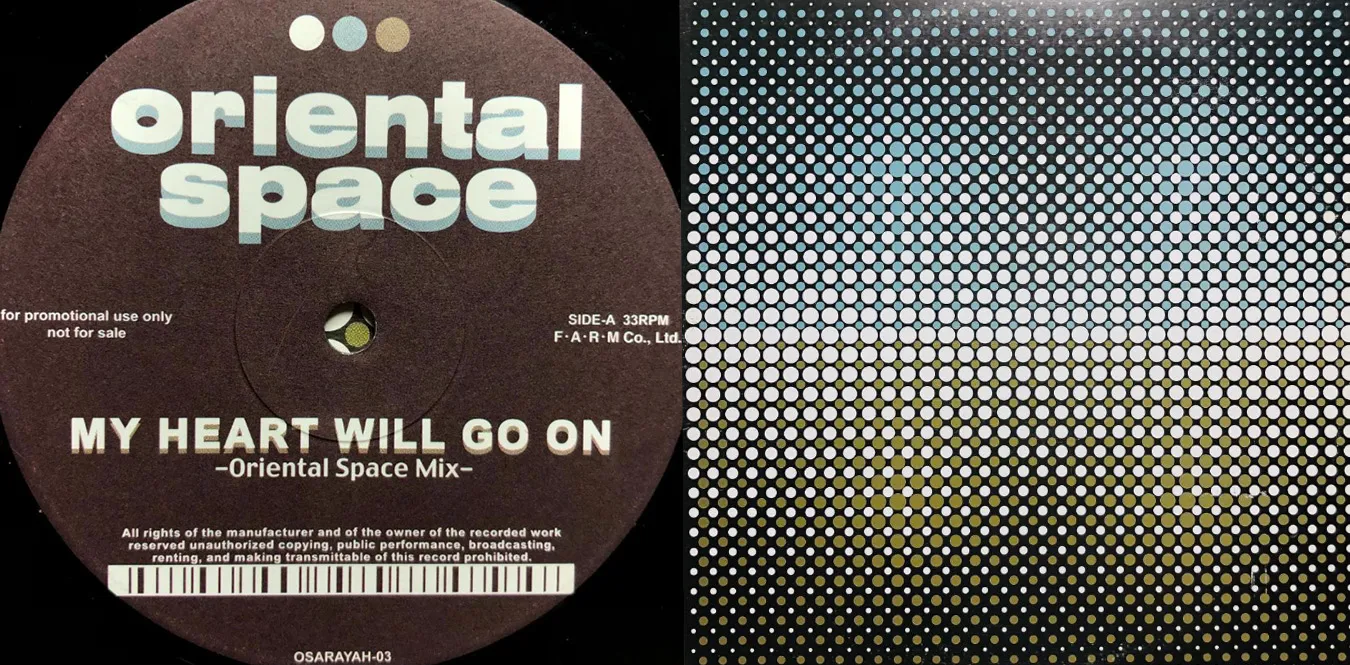 oriental
space
for promotional use only
not for sale
SIDE-A 33RPM
F·A·R·M Co., Ltd.
MY HEART WILL GO ON
-Oriental Space Mix-
All rights of the manufacturer and of the owner of the recorded work
reserved unauthorized copying, public performance, broadcasting,
renting, and making transmittable of this record prohibited.
OSARAYAH-03